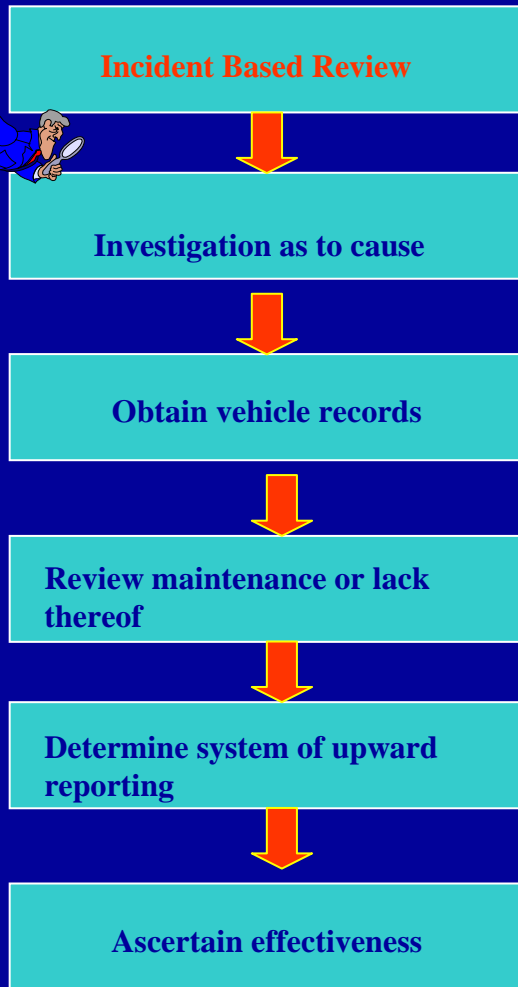 Incident Based Review
Investigation as to cause
Obtain vehicle records
Review maintenance or lack
thereof
Determine system of upward
reporting
Ascertain effectiveness